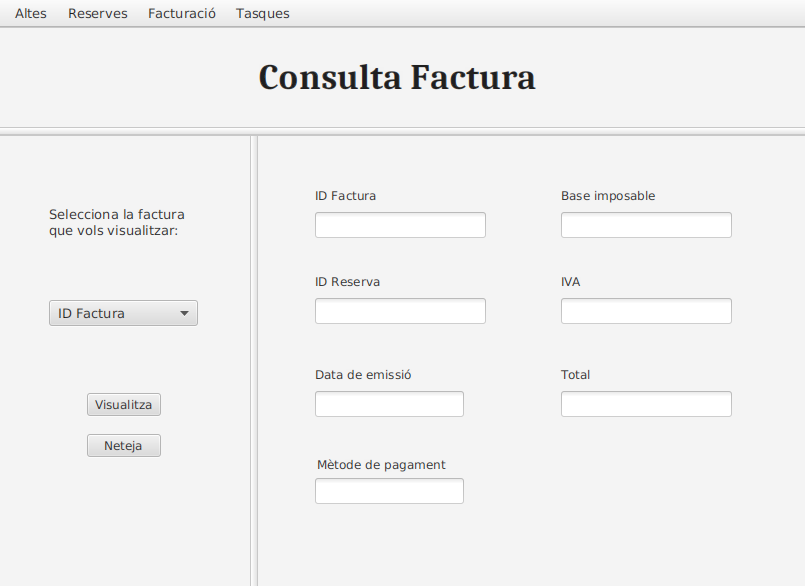 Altes Reserves Facturació Tasques
Consulta Factura
Selecciona la factura
que vols visualitzar:
ID Factura
Visualitza
Neteja
ID Factura
Base imposable
ID Reserva
IVA
Data de emissió
Total
Mètode de pagament